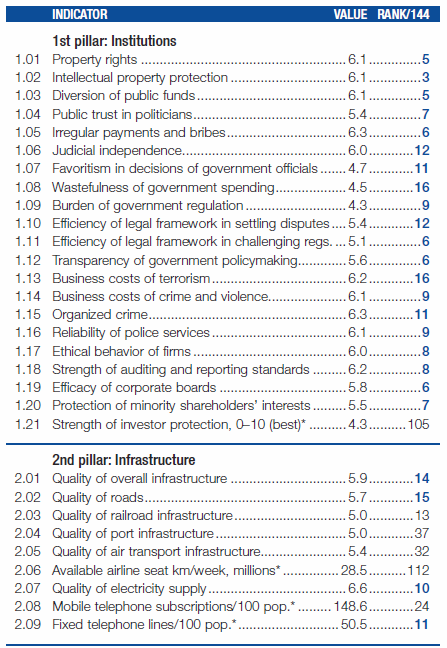 INDICATOR VALUE RANK/144
1st pillar: Institutions
1.01 Property rights 6.1 5
1.02 Intellectual property protection 6.1 3
1.03 Diversion of public funds 6.1 5
1.04 Public trust in politicians 5.4 7
1.05 Irregular payments and bribes 6.3 6
1.06 Judicial independence 6.0 12
1.07 Favoritism in decisions of government officials 4.7 11
1.08 Wastefulness of government spending 4.5 16
1.09 Burden of government regulation 4.3 9
1.10 Efficiency of legal framework in settling disputes 5.4 12
1.11 Efficiency of legal framework in challenging regs. 5.1 6
1.12 Transparency of government policymaking 5.6 6
1.13 Business costs of terrorism 6.2 16
1.14 Business costs of crime and violence 6.1 9
1.15 Organized crime 6.3 11
1.16 Reliability of police services 6.1 9
1.17 Ethical behavior of firms 6.0 8
1.18 Strength of auditing and reporting standards 6.2 8
1.19 Efficacy of corporate boards 5.8 6
1.20 Protection of minority shareholders' interests 5.5 7
1.21 Strength of investor protection, 0–10 (best)* 4.3 105
2nd pillar: Infrastructure
2.01 Quality of overall infrastructure 5.9 14
2.02 Quality of roads 5.7 15
2.03 Quality of railroad infrastructure 5.0 13
2.04 Quality of port infrastructure 5.0 37
2.05 Quality of air transport infrastructure 5.4 32
2.06 Available airline seat km/week, millions* 28.5 112
2.07 Quality of electricity supply 6.6 10
2.08 Mobile telephone subscriptions/100 pop.* 148.6 24
2.09 Fixed telephone lines/100 pop.* 50.5 11